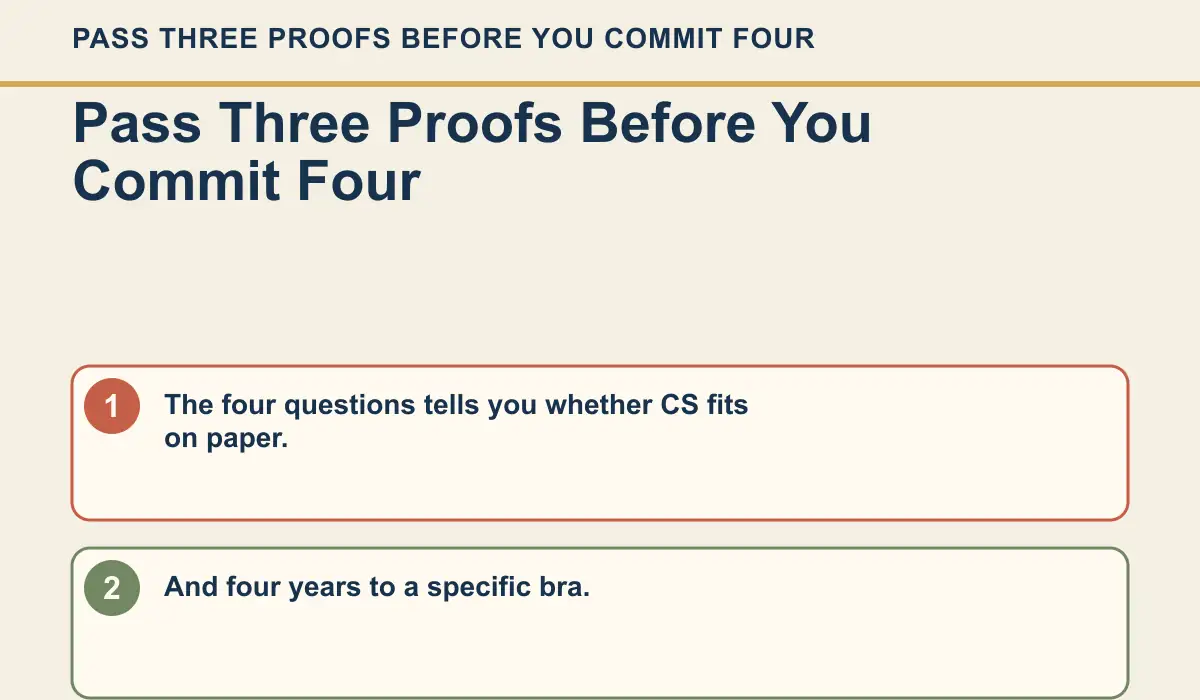 PASS THREE PROOFS BEFORE YOU COMMIT FOUR
Pass Three Proofs Before You
Commit Four
1
The four questions tells you whether CS fits
on paper.
2
And four years to a specific bra.